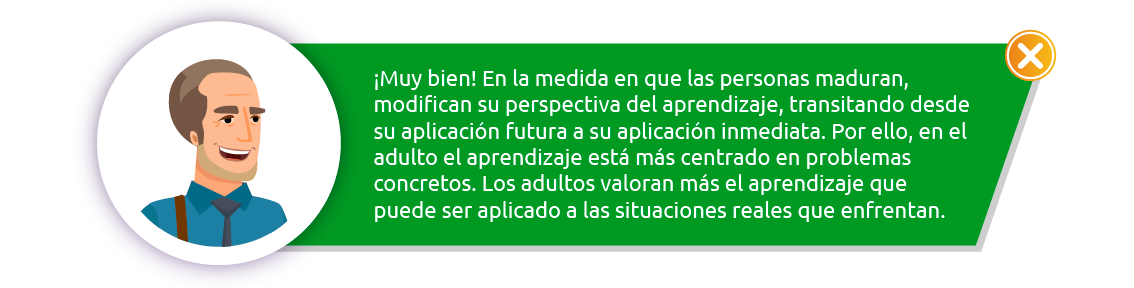 ¡Muy bien! En la medida en que las personas maduran,
modifican su perspectiva del aprendizaje, transitando desde
su aplicación futura a su aplicación inmediata. Por ello, en el
adulto el aprendizaje está más centrado en problemas
concretos. Los adultos valoran más el aprendizaje que
puede ser aplicado a las situaciones reales que enfrentan.